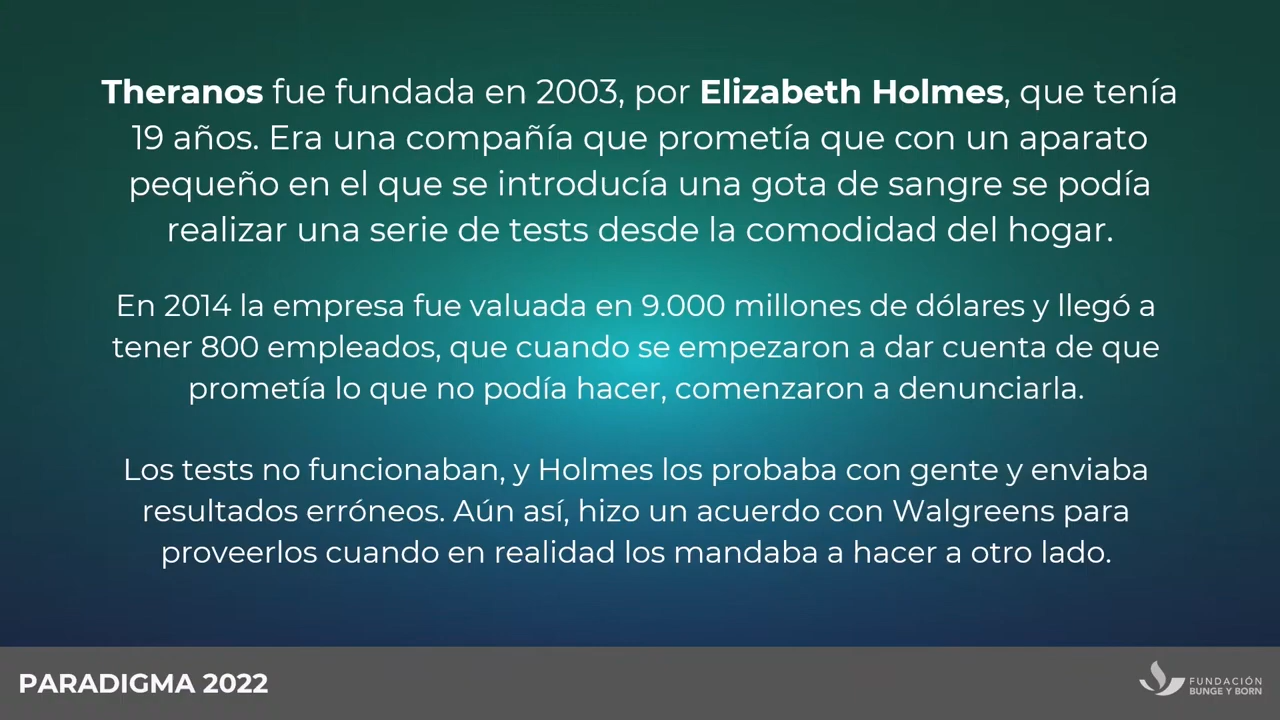 Theranos fue fundada en 2003, por Elizabeth Holmes, que tenía
19 años. Era una compañía que prometía que con un aparato
pequeño en el que se introducía una gota de sangre se podía
realizar una serie de tests desde la comodidad del hogar.
En 2014 la empresa fue valuada en 9.000 millones de dólares y llegó a
tener 800 empleados, que cuando se empezaron a dar cuenta de que
prometía lo que no podía hacer, comenzaron a denunciarla.
Los tests no funcionaban, y Holmes los probaba con gente y enviaba
resultados erróneos. Aún así, hizo un acuerdo con Walgreens para
proveerlos cuando en realidad los mandaba a hacer a otro lado.
PARADIGMA 2022
FUNDACIÓN
BUNGE Y BORN